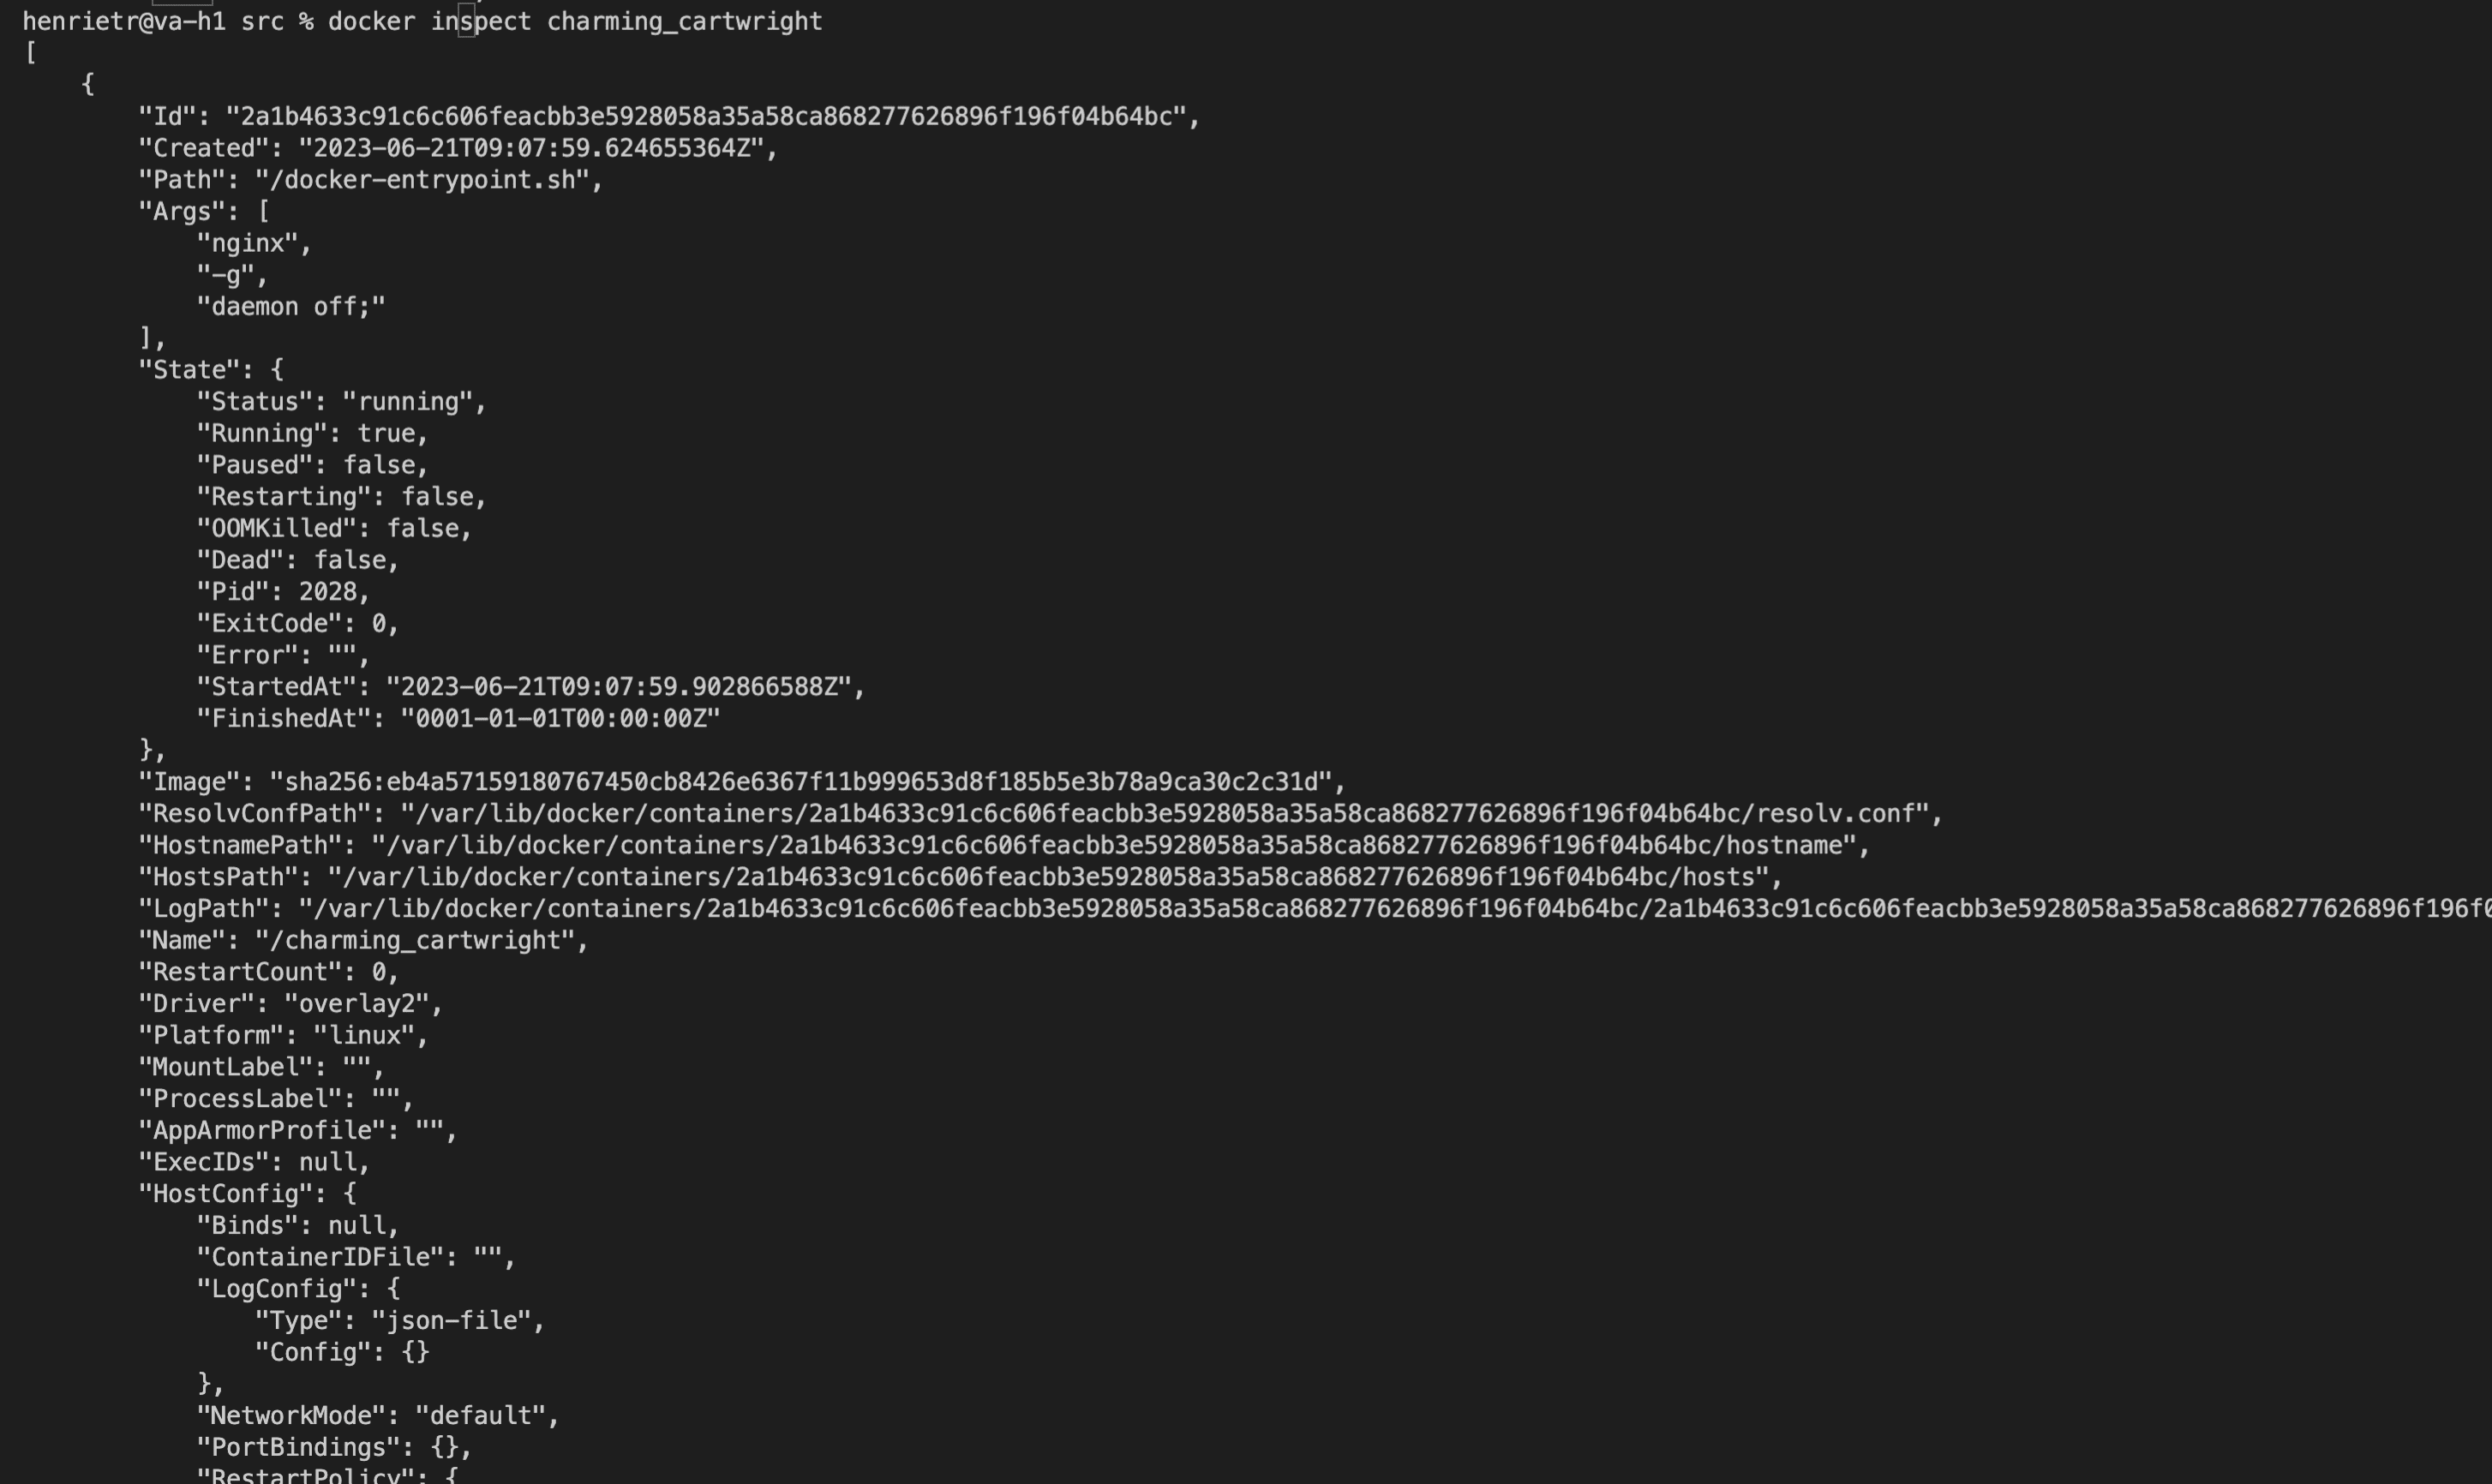 henrietr@va-h1 src % docker inspect charming_cartwright
[
    {
        "Id": "2a1b4633c91c6c606feacbb3e5928058a35a58ca868277626896f196f04b64bc",
        "Created": "2023-06-21T09:07:59.624655364Z",
        "Path": "/docker-entrypoint.sh",
        "Args": [
            "nginx",
            "-g",
            "daemon off;"
        ],
        "State": {
            "Status": "running",
            "Running": true,
            "Paused": false,
            "Restarting": false,
            "OOMKilled": false,
            "Dead": false,
            "Pid": 2028,
            "ExitCode": 0,
            "Error": "",
            "StartedAt": "2023-06-21T09:07:59.902866588Z",
            "FinishedAt": "0001-01-01T00:00:00Z"
        },
        "Image": "sha256:eb4a57159180767450cb8426e6367f11b999653d8f185b5e3b78a9ca30c2c31d",
        "ResolvConfPath": "/var/lib/docker/containers/2a1b4633c91c6c606feacbb3e5928058a35a58ca868277626896f196f04b64bc/resolv.conf",
        "HostnamePath": "/var/lib/docker/containers/2a1b4633c91c6c606feacbb3e5928058a35a58ca868277626896f196f04b64bc/hostname",
        "HostsPath": "/var/lib/docker/containers/2a1b4633c91c6c606feacbb3e5928058a35a58ca868277626896f196f04b64bc/hosts",
        "LogPath": "/var/lib/docker/containers/2a1b4633c91c6c606feacbb3e5928058a35a58ca868277626896f196f04b64bc/2a1b4633c91c6c606feacbb3e5928058a35a58ca868277626896f196f0
        "Name": "/charming_cartwright",
        "RestartCount": 0,
        "Driver": "overlay2",
        "Platform": "linux",
        "MountLabel": "",
        "ProcessLabel": "",
        "AppArmorProfile": "",
        "ExecIDs": null,
        "HostConfig": {
            "Binds": null,
            "ContainerIDFile": "",
            "LogConfig": {
                "Type": "json-file",
                "Config": {}
            },
            "NetworkMode": "default",
            "PortBindings": {},
            "RestartPolicy": {